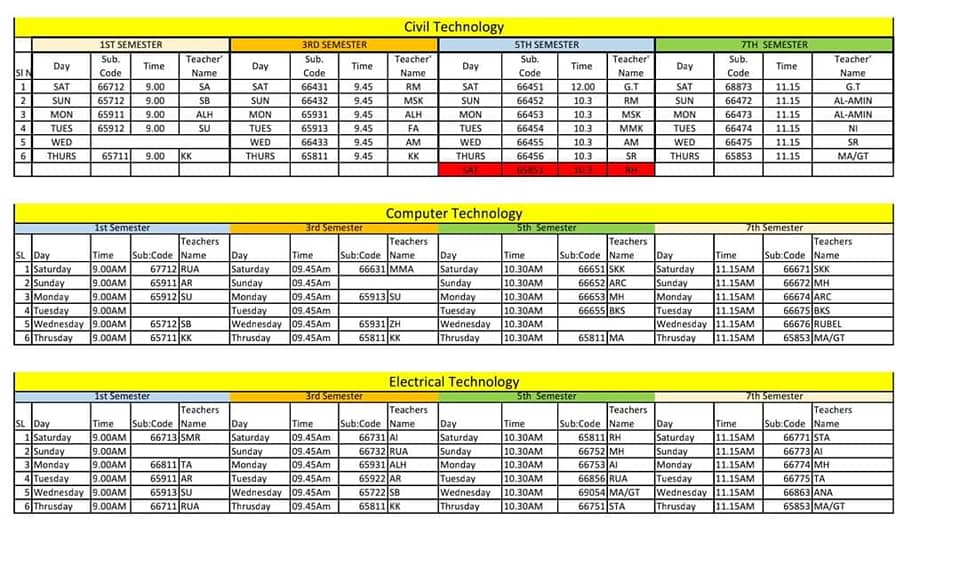 Civil Technology
1ST SEMESTER 3RD SEMESTER 5TH SEMESTER 7TH SEMESTER
Sl N Day Sub. Code Time Teacher' Name Day Sub. Code Time Teacher' Name Day Sub. Code Time Teacher' Name Day Sub. Code Time Teacher' Name
1 SAT 66712 9.00 SA SAT 66431 9.45 RM SAT 66451 12.00 G.T SAT 68873 11.15 G.T
2 SUN 65712 9.00 SB SUN 66432 9.45 MSK SUN 66452 10.3 RM SUN 66472 11.15 AL-AMIN
3 MON 65911 9.00 ALH MON 65931 9.45 ALH MON 66453 10.3 MSK MON 66473 11.15 AL-AMIN
4 TUES 65912 9.00 SU TUES 65913 9.45 FA TUES 66454 10.3 MMK TUES 66474 11.15 NI
5 WED WED 66433 9.45 AM WED 66455 10.3 AM WED 66475 11.15 SR
6 THURS 65711 9.00 KK THURS 65811 9.45 KK THURS 66456 10.3 SR THURS 65853 11.15 MA/GT
SAT 65851 10.3 RH
Computer Technology
1st Semester 3rd Semester 5th Semester 7th Semester
SL Day Time Sub:Code Teachers Name Day Time Sub:Code Teachers Name Day Time Sub:Code Teachers Name Day Time Sub:Code Teachers Name
1 Saturday 9.00AM 67712 RUA Saturday 09.45Am 66631 MMA Saturday 10.30AM 66651 SKK Saturday 11.15AM 66671 SKK
2 Sunday 9.00AM 65911 AR Sunday 09.45Am Sunday 10.30AM 66652 ARC Sunday 11.15AM 66672 MH
3 Monday 9.00AM 65912 SU Monday 09.45Am 65913 SU Monday 10.30AM 66653 MH Monday 11.15AM 66674 ARC
4 Tuesday 9.00AM Tuesday 09.45Am Tuesday 10.30AM 66655 BKS Tuesday 11.15AM 66675 BKS
5 Wednesday 9.00AM 65712 SB Wednesday 09.45Am 65931 ZH Wednesday 10.30AM Wednesday 11.15AM 66676 RUBEL
6 Thrusday 9.00AM 65711 KK Thrusday 09.45Am 65811 KK Thrusday 10.30AM 65811 MA Thrusday 11.15AM 65853 MA/GT
Electrical Technology
1st Semester 3rd Semester 5th Semester 7th Semester
SL Day Time Sub:Code Teachers Name Day Time Sub:Code Teachers Name Day Time Sub:Code Teachers Name Day Time Sub:Code Teachers Name
1 Saturday 9.00AM 66713 SMR Saturday 09.45Am 66731 AI Saturday 10.30AM 65811 RH Saturday 11.15AM 66771 STA
2 Sunday 9.00AM Sunday 09.45Am 66732 RUA Sunday 10.30AM 66752 MH Sunday 11.15AM 66773 AI
3 Monday 9.00AM 66811 TA Monday 09.45Am 65931 ALH Monday 10.30AM 66753 AI Monday 11.15AM 66774 MH
4 Tuesday 9.00AM 65911 AR Tuesday 09.45Am 65922 AR Tuesday 10.30AM 66856 RUA Tuesday 11.15AM 66775 TA
5 Wednesday 9.00AM 65913 SU Wednesday 09.45Am 65722 SB Wednesday 10.30AM 69054 MA/GT Wednesday 11.15AM 66863 ANA
6 Thrusday 9.00AM 66711 RUA Thrusday 09.45Am 65811 KK Thrusday 10.30AM 66751 STA Thrusday 11.15AM 65853 MA/GT